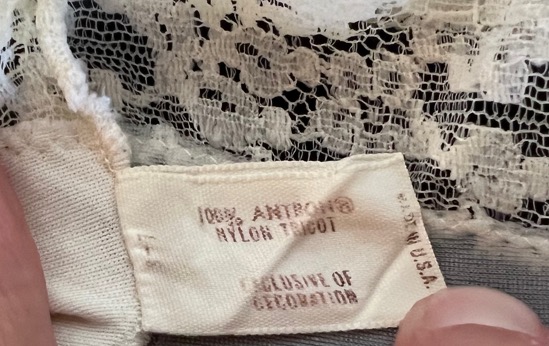 100% ANTRON®
NYLON TRICOT
EXCLUSIVE OF
DECORATION
MADE IN U.S.A.